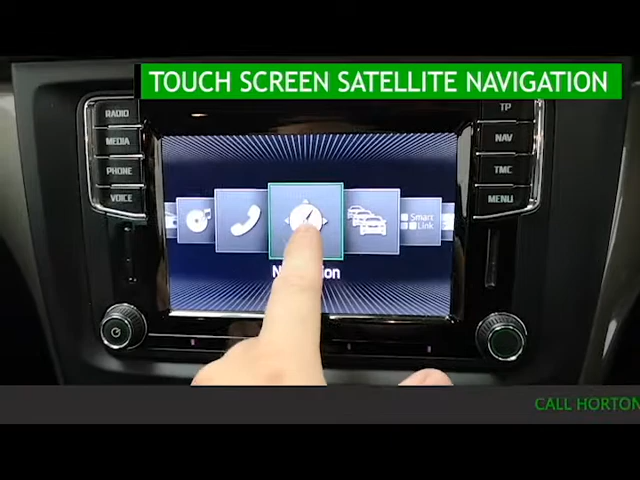 TOUCH SCREEN SATELLITE NAVIGATION
RADIO
MEDIA
PHONE
VOICE
TP
NAV
TMC
MENU
Smart
Link
CALL HORTON